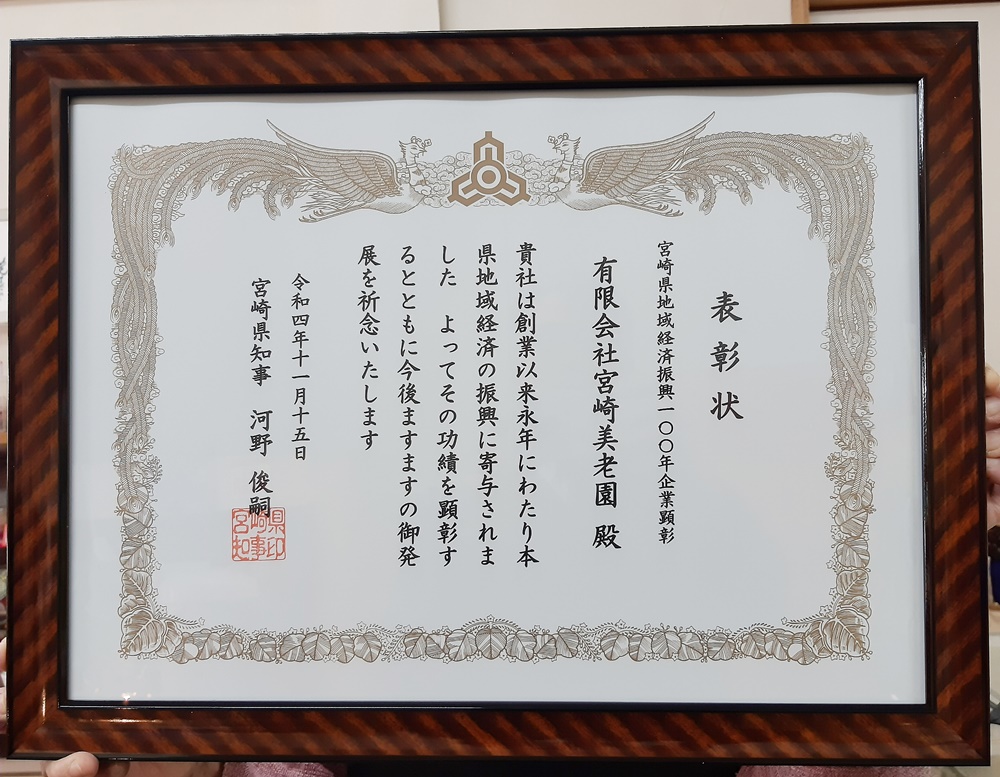 表彰状
宮崎県地域経済振興一〇〇年企業顕彰
有限会社宮崎美老園 殿
貴社は創業以来永年にわたり本
県地域経済の振興に寄与されま
した よってその功績を顕彰す
るとともに今後ますますの御発
展を祈念いたします
令和四年十一月十五日
宮崎県知事 河野 俊嗣
宮崎県知事印